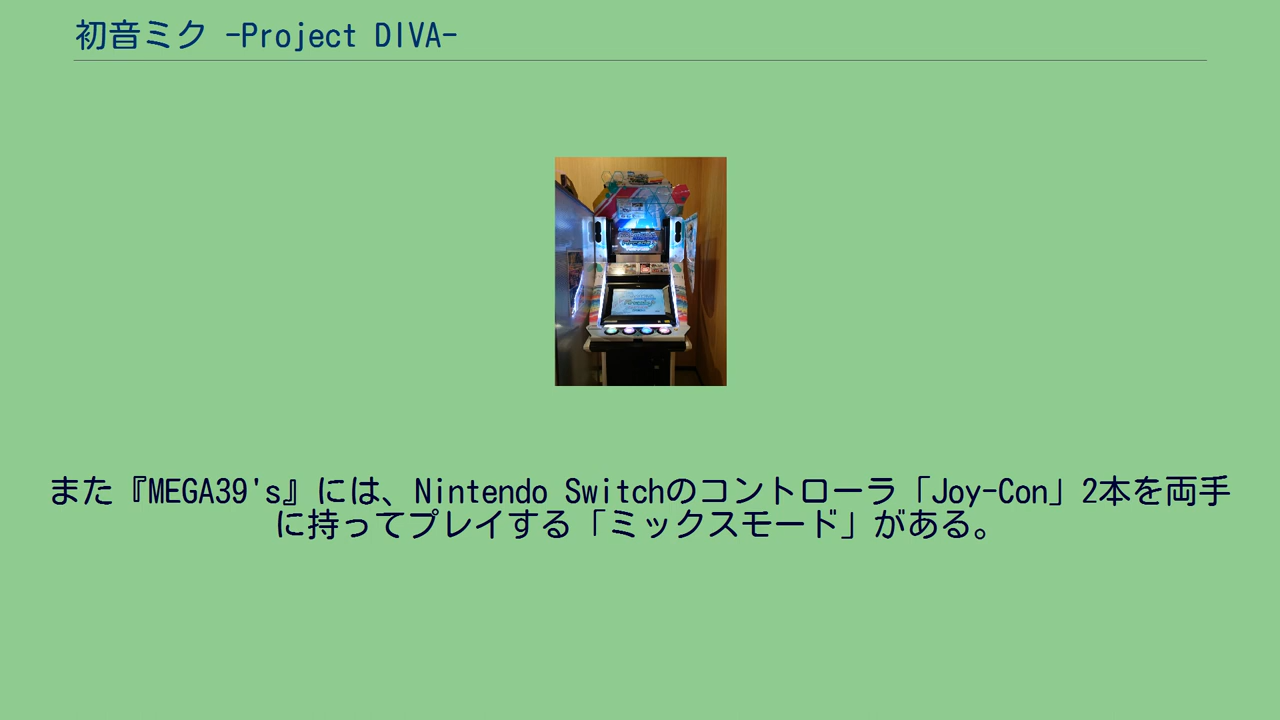 初音ミク -Project DIVA-
また『MEGA39's』には、Nintendo Switchのコントローラ「Joy-Con」2本を両手
に持ってプレイする「ミックスモード」がある。